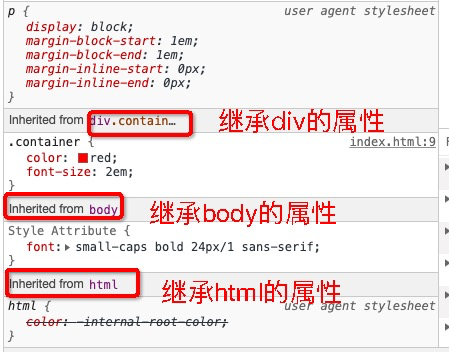 p {
user agent stylesheet
display: block;
margin-block-start: 1em;
margin-block-end: 1em;
margin-inline-start: 0px;
margin-inline-end: 0px;
}
Inherited from div.contain…
继承div的属性
.container {
index.html:9
color: red;
font-size: 2em;
}
Inherited from body
继承body的属性
Style Attribute {
font: small-caps bold 24px/1 sans-serif;
}
Inherited from html
继承html的属性
html {
user agent stylesheet
color: -internal-root-color;
}